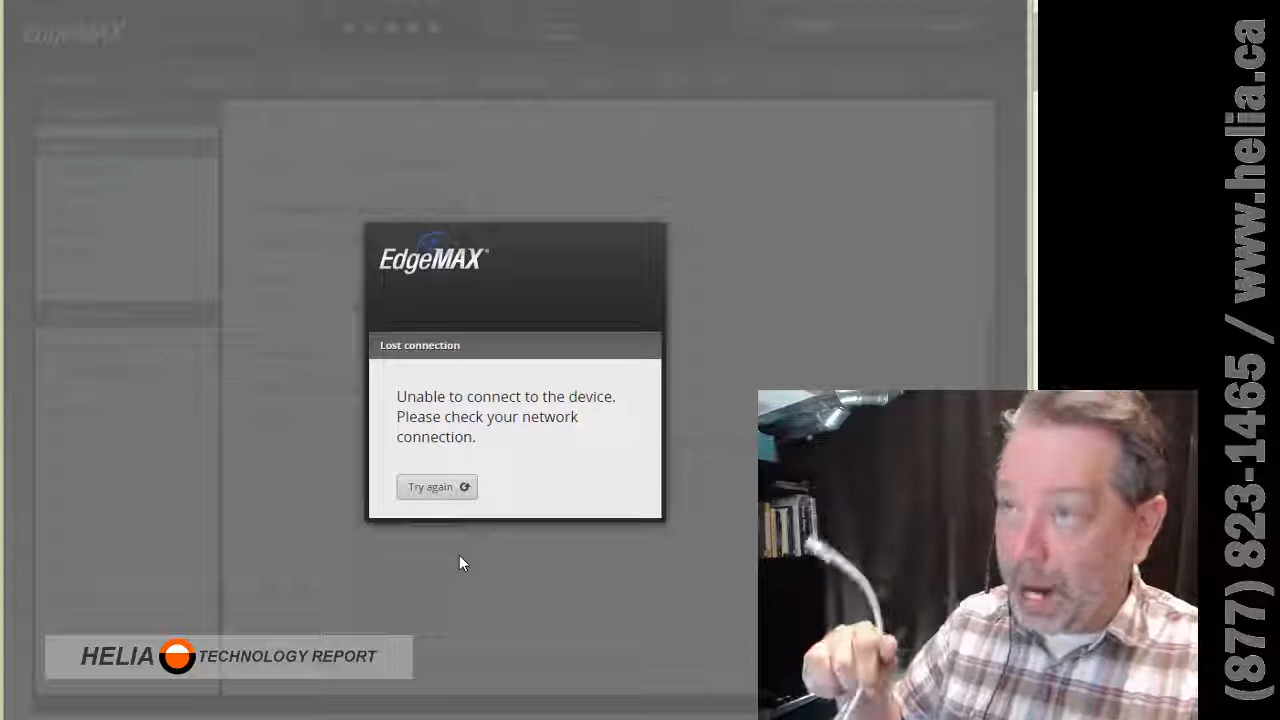 EdgeMAX
EdgeMAX™
Lost connection
Unable to connect to the device.
Please check your network
connection.
Try again
HELIA TECHNOLOGY REPORT
(877) 823-1465 / www.helia.ca